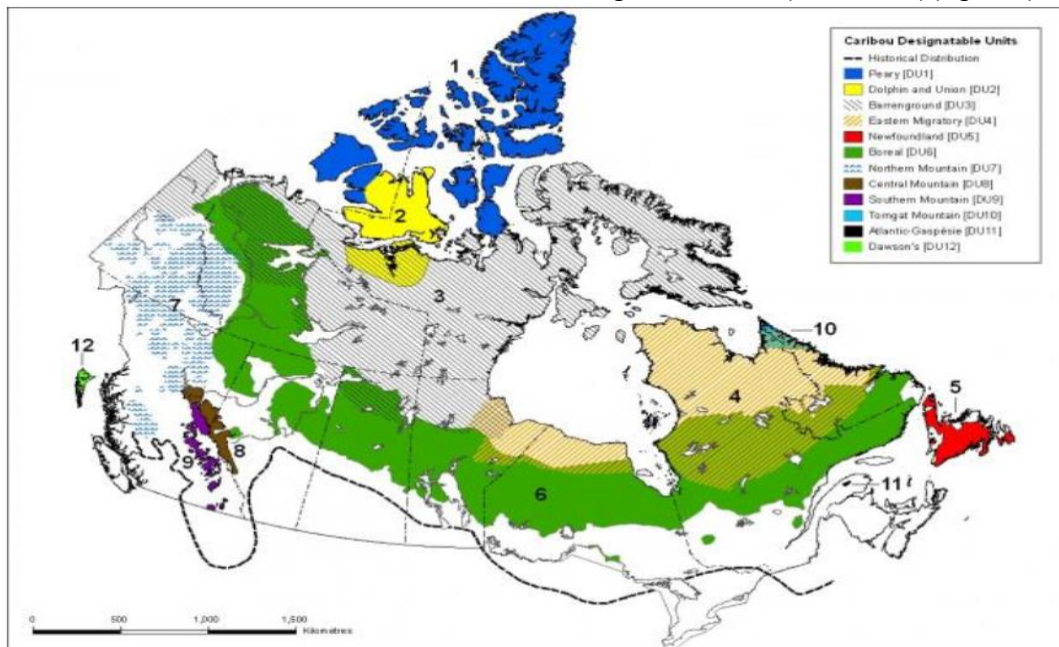 Caribou Designatable Units
Historical Distribution
Peary [DU1]
Dolphin and Union [DU2]
Barrenground [DU3]
Eastern Migratory [DU4]
Newfoundland [DU5]
Boreal [DU6]
Northern Mountain [DU7]
Central Mountain [DU8]
Southern Mountain [DU9]
Torngat Mountain [DU10]
Atlantic-Gaspésie [DU11]
Dawson's [DU12]
1
2
3
7
10
12
4
5
8
9
6
11
0 500 1,000 1,500
Kilometres